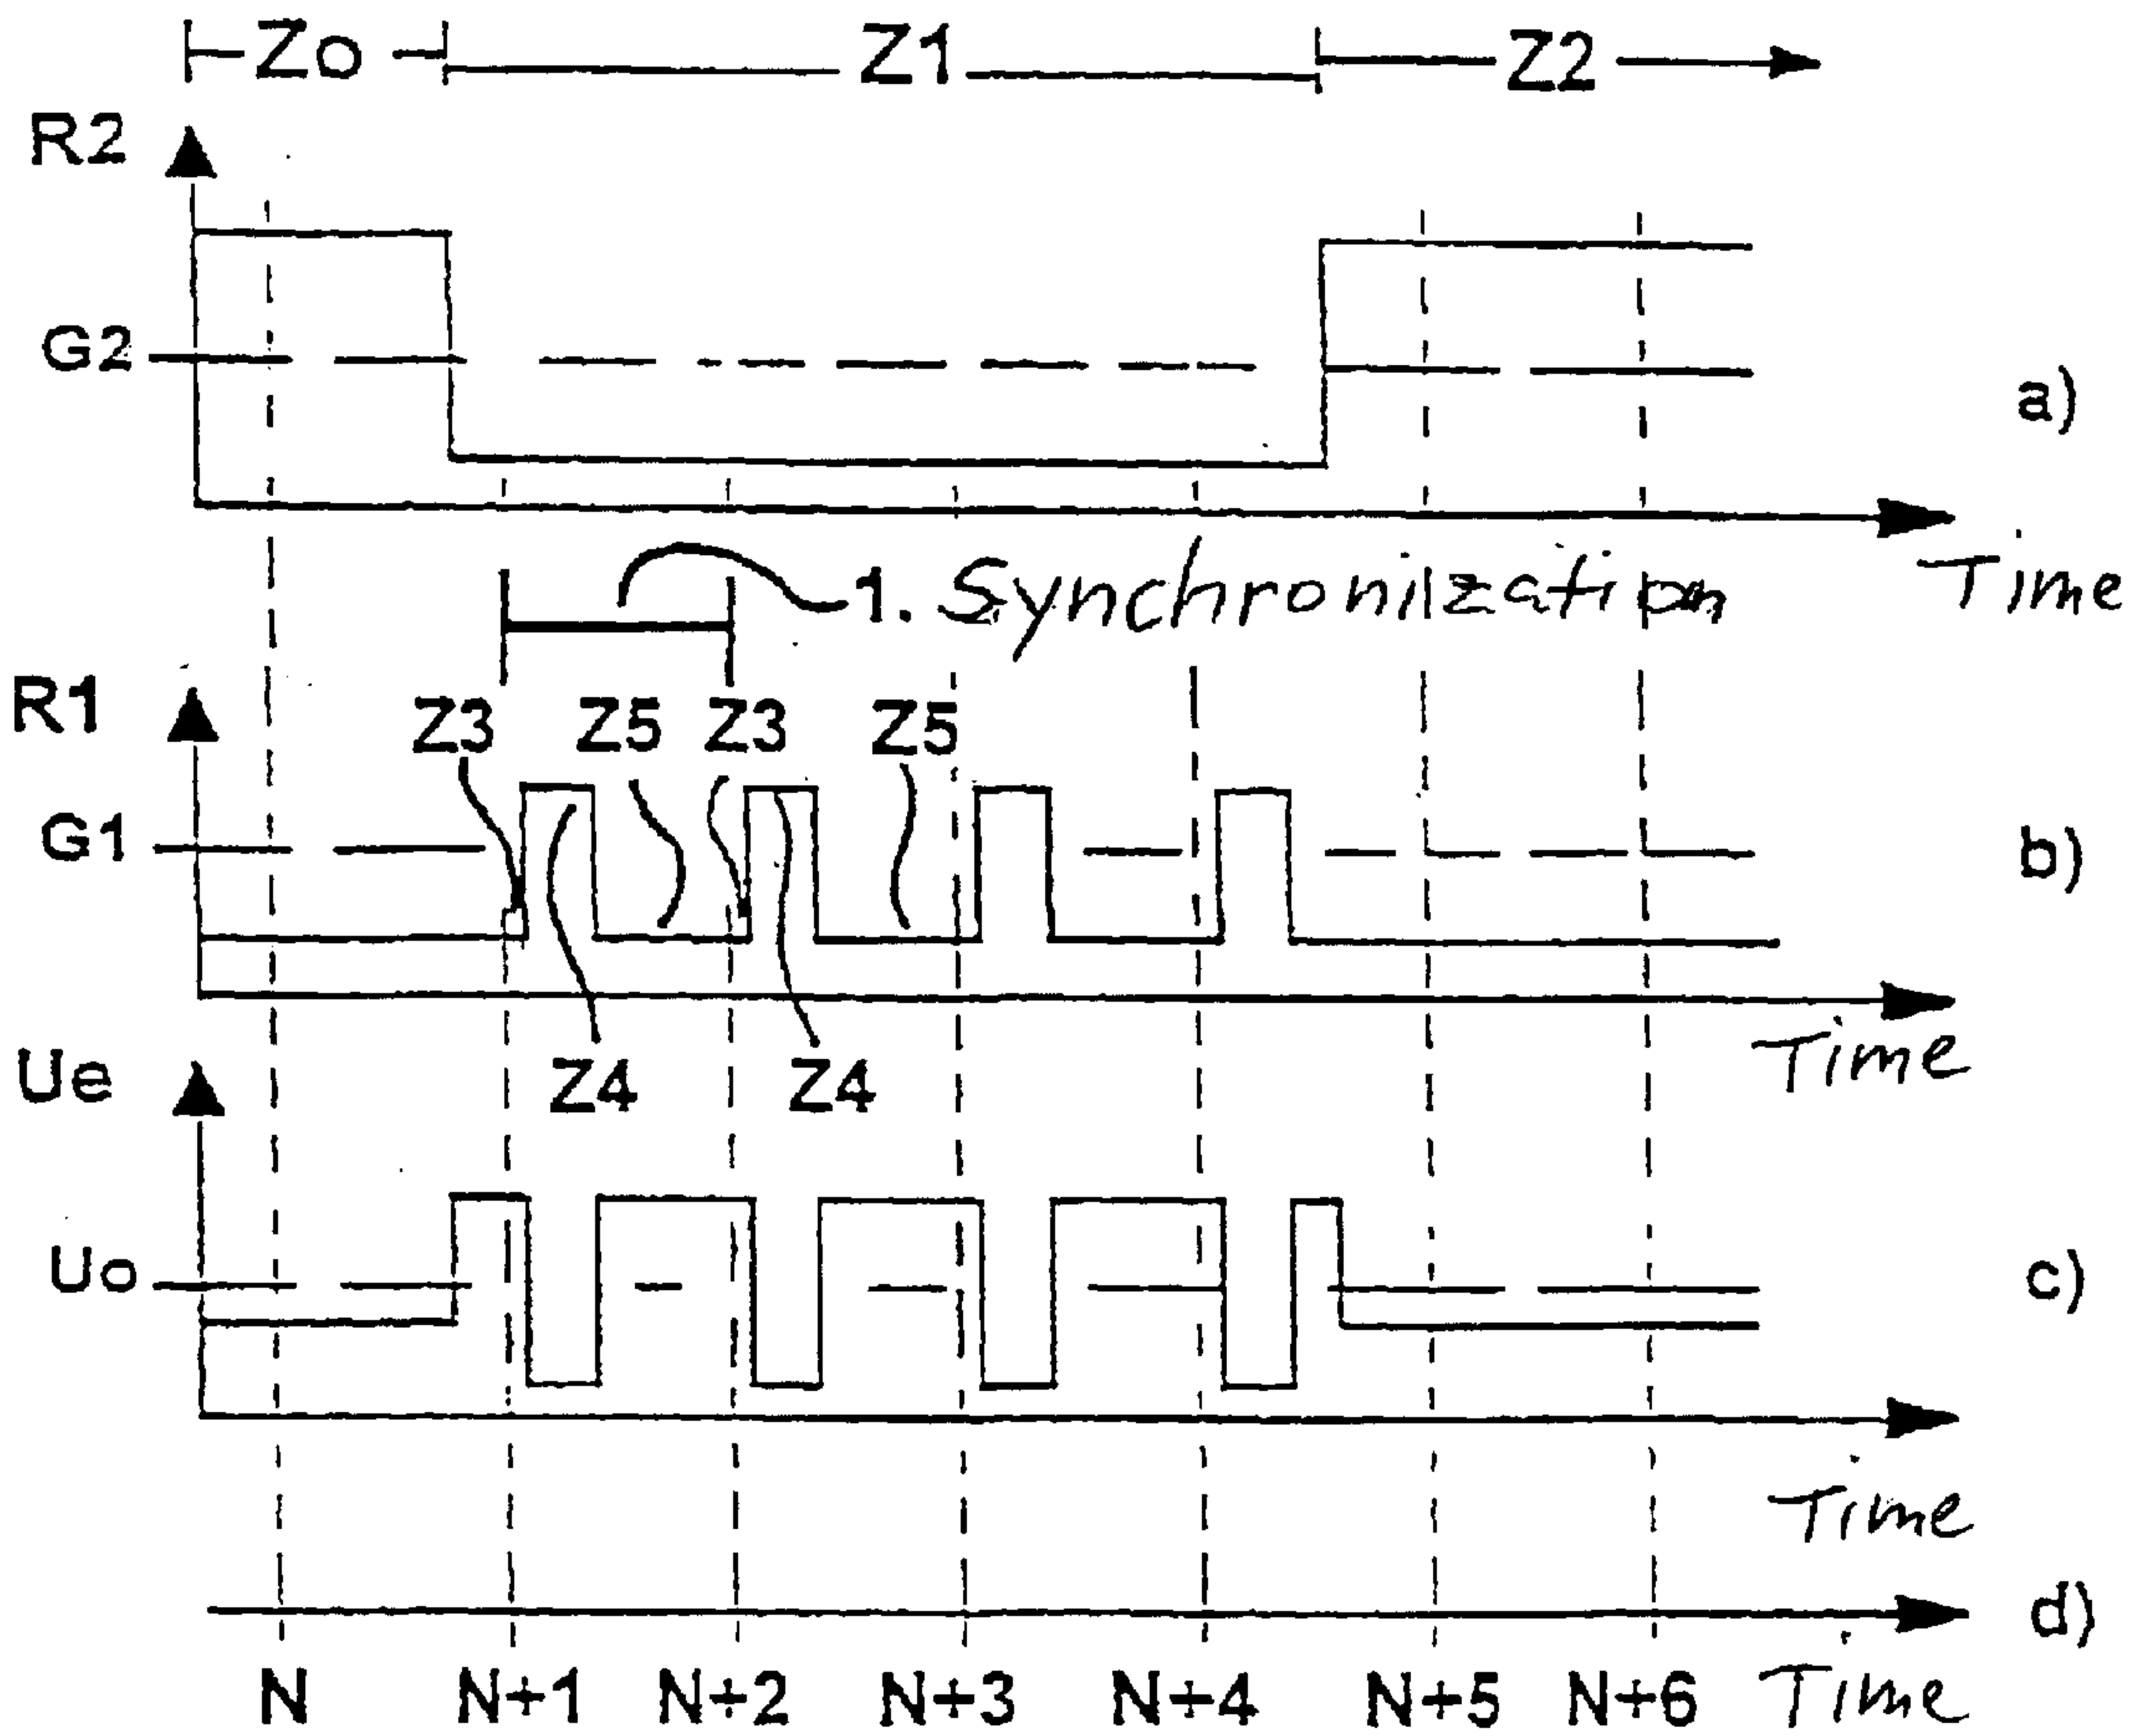 Zo Z1 Z2
R2
G2
a)
Time
1. Synchronization
R1
Z3 Z5 Z3 Z5
G1
b)
Time
Ue
Z4 Z4
Uo
c)
Time
d)
N N+1 N+2 N+3 N+4 N+5 N+6 Time